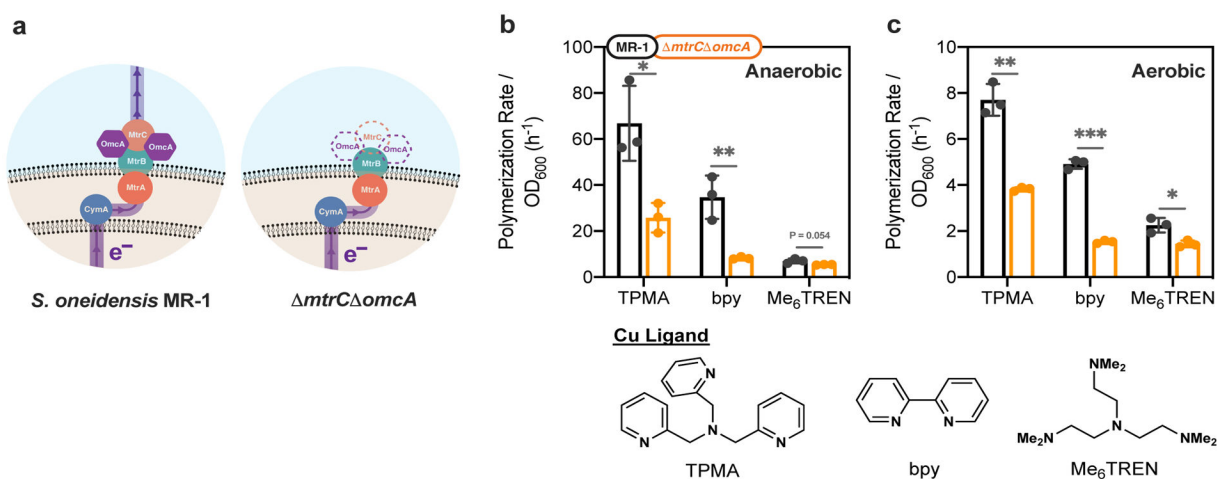 a
MtrC
OmcA
OmcA
MtrB
MtrA
CymA
e⁻
S. oneidensis MR-1
MtrC
OmcA
OmcA
MtrB
MtrA
CymA
e⁻
ΔmtrCΔomcA
b
MR-1
ΔmtrCΔomcA
Anaerobic
Polymerization Rate /
OD₆₀₀ (h⁻¹)
100
80
60
40
20
0
*
**
P = 0.054
TPMA
bpy
Me₆TREN
c
Aerobic
Polymerization Rate /
OD₆₀₀ (h⁻¹)
10
8
6
4
2
0
**
***
*
TPMA
bpy
Me₆TREN
Cu Ligand
N
N
N
N
TPMA
N
N
bpy
NMe₂
N
Me₂N
NMe₂
Me₆TREN